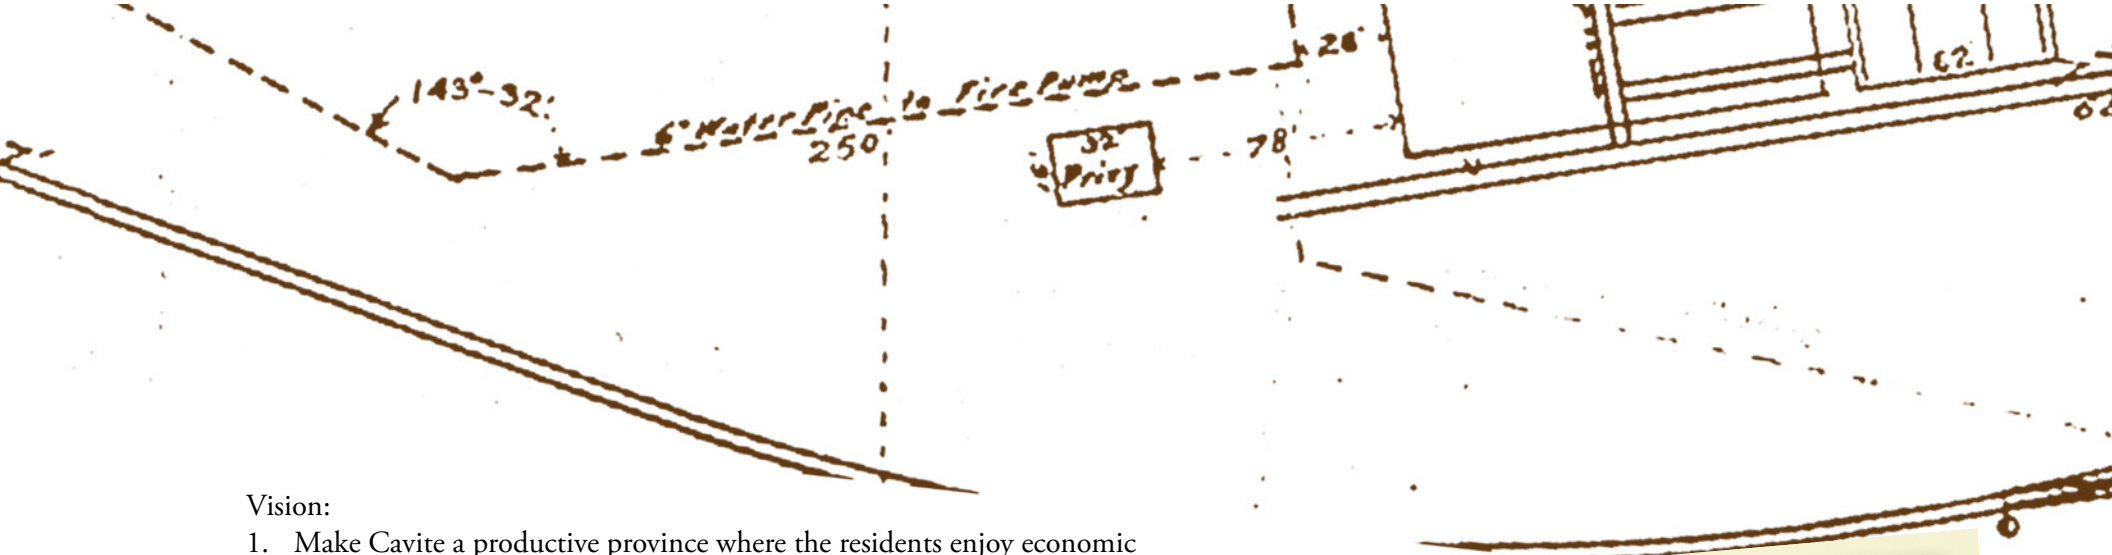 28'
143°-32'
6" Water Pipe to Fire Pump
62
250'
32'
78'
Privy
Vision:
1. Make Cavite a productive province where the residents enjoy economic